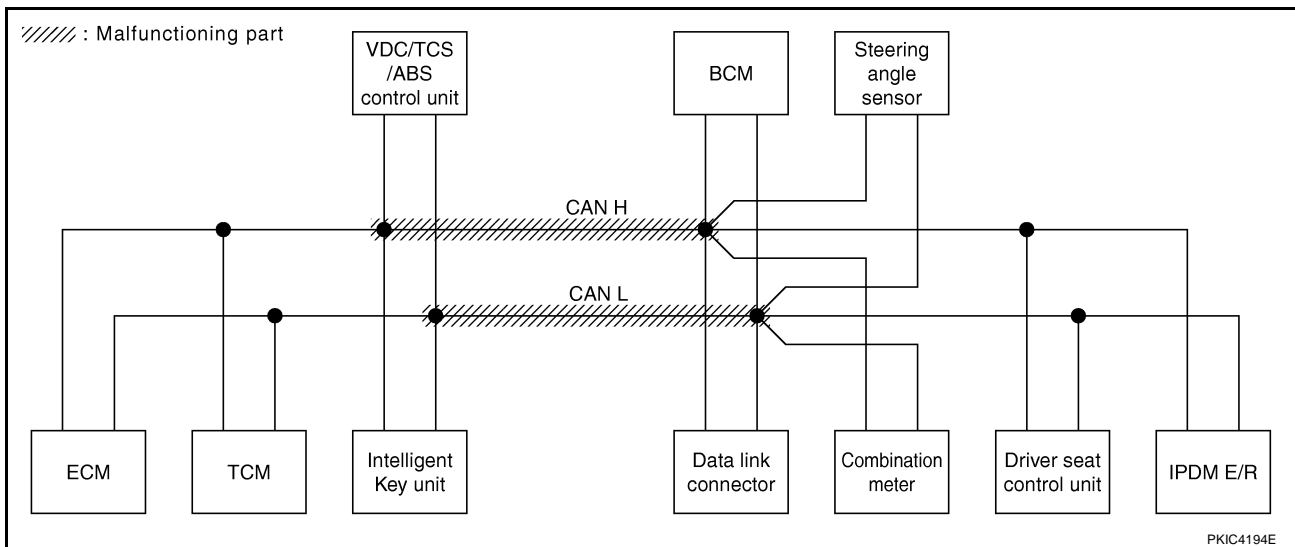 : Malfunctioning part
VDC/TCS
/ABS
control unit
BCM
Steering
angle
sensor
CAN H
CAN L
ECM
TCM
Intelligent
Key unit
Data link
connector
Combination
meter
Driver seat
control unit
IPDM E/R
PKIC4194E